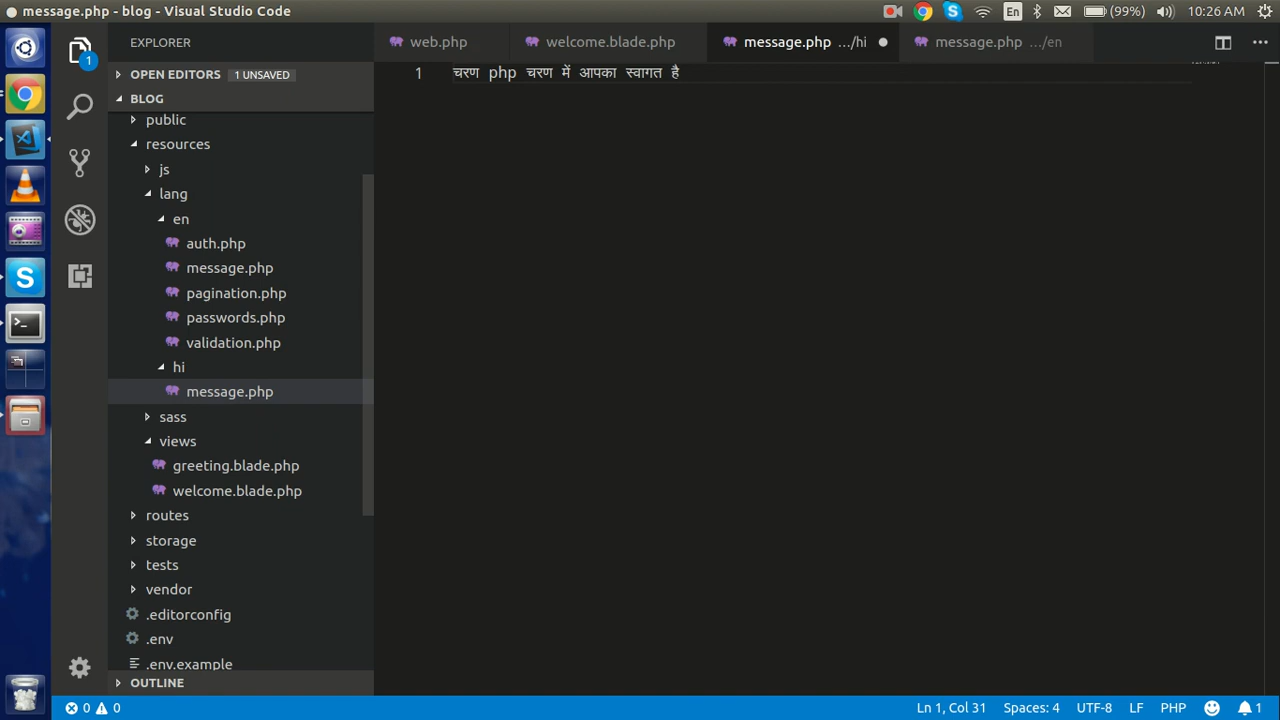 message.php - blog - Visual Studio Code
En
(99%)
10:26 AM
EXPLORER
web.php
welcome.blade.php
message.php .../hi
message.php .../en
OPEN EDITORS 1 UNSAVED
BLOG
public
resources
js
lang
en
auth.php
message.php
pagination.php
passwords.php
validation.php
hi
message.php
sass
views
greeting.blade.php
welcome.blade.php
routes
storage
tests
vendor
.editorconfig
.env
.env.example
OUTLINE
1
1 चरण php चरण में आपका स्वागत है
0 0
Ln 1, Col 31
Spaces: 4
UTF-8
LF
PHP
1